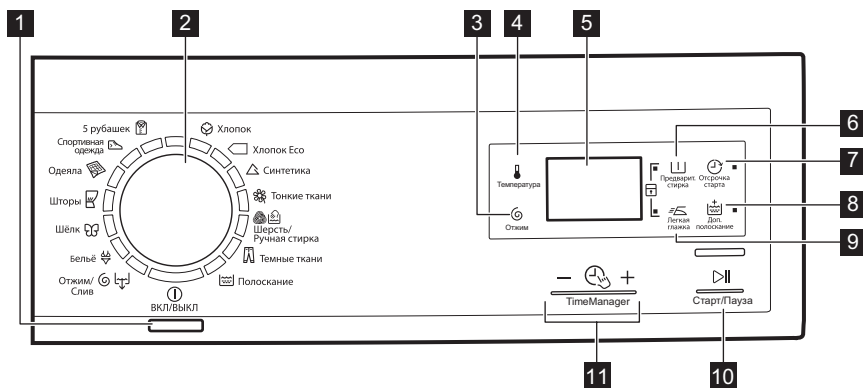 1
2
3
4
5
6
7
8
9
10
11
5 рубашек
Спортивная
одежда
Одеяла
Шторы
Шёлк
Бельё
Отжим/
Слив
ВКЛ/ВЫКЛ
Хлопок
Хлопок Eco
Синтетика
Тонкие ткани
Шерсть/
Ручная стирка
Темные ткани
Полоскание
Температура
Отжим
Предварит.
стирка
Отсрочка
старта
Легкая
глажка
Доп.
полоскание
TimeManager
Старт/Пауза